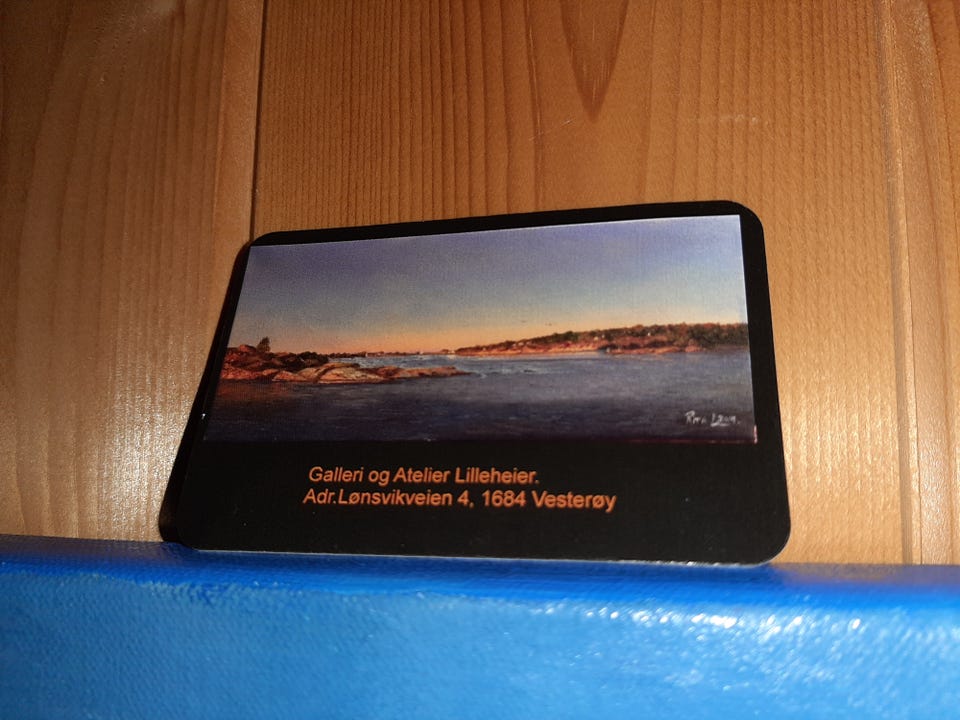 Galleri og Atelier Lilleheier.
Adr.Lønsvikveien 4, 1684 Vesterøy